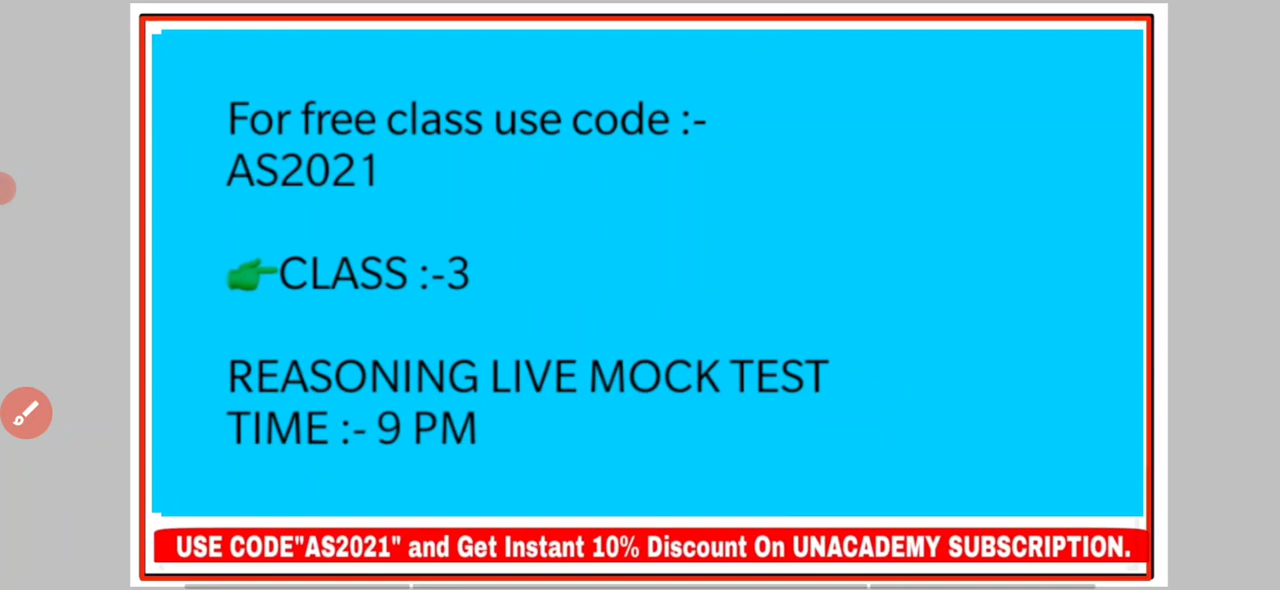 For free class use code :-
AS2021
👉CLASS :-3
REASONING LIVE MOCK TEST
TIME :- 9 PM
USE CODE"AS2021" and Get Instant 10% Discount On UNACADEMY SUBSCRIPTION.